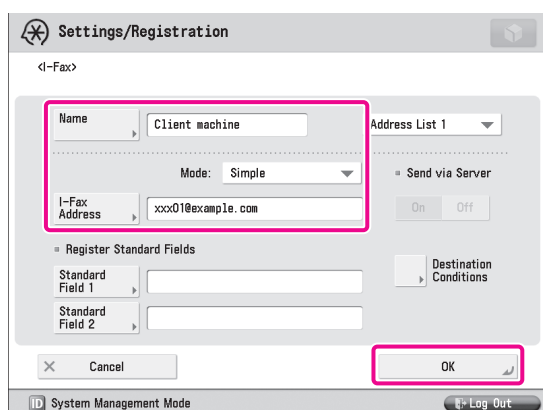 Settings/Registration
<I-Fax>
Name
Client machine
Address List 1
Mode: Simple
Send via Server
I-Fax
Address
xxx01@example.com
On Off
Register Standard Fields
Destination
Conditions
Standard
Field 1
Standard
Field 2
Cancel
OK
ID System Management Mode
Log Out